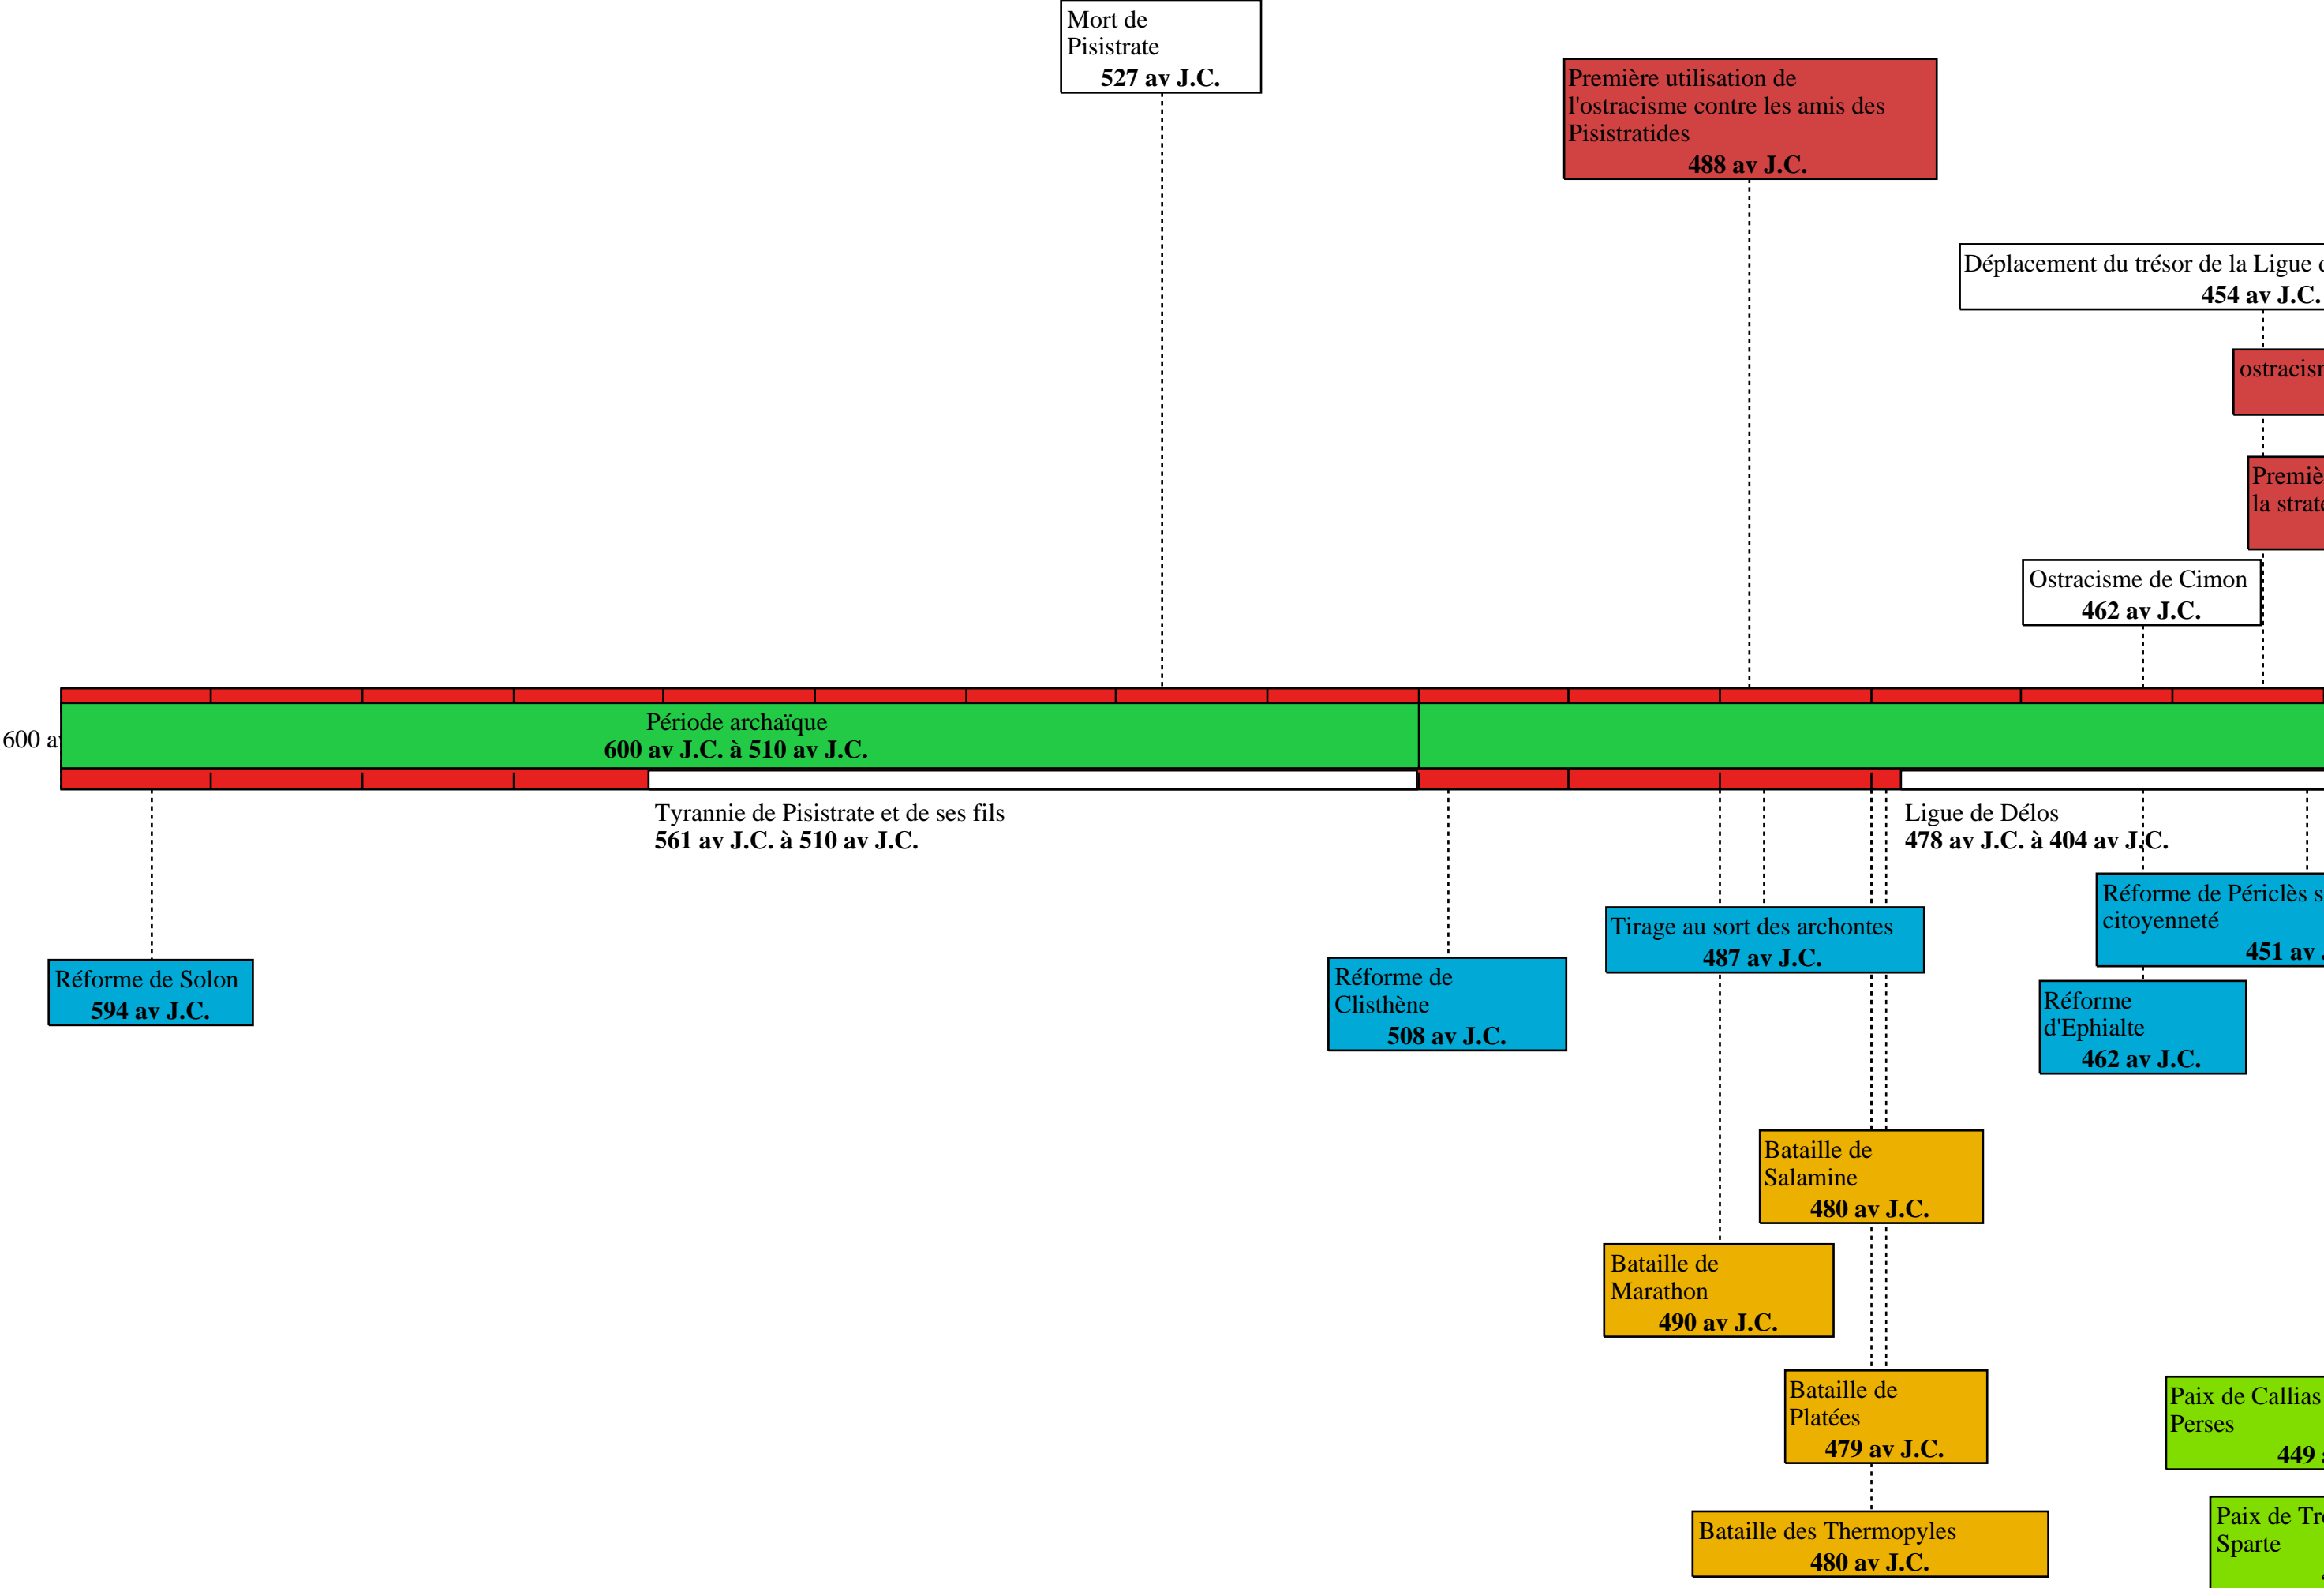 Mort de
Pisistrate
527 av J.C.
Première utilisation de
l'ostracisme contre les amis des
Pisistratides
488 av J.C.
Déplacement du trésor de la Ligue
454 av J.C.
Ostracisme de Cimon
462 av J.C.
600
Période archaïque
600 av J.C. à 510 av J.C.
Tyrannie de Pisistrate et de ses fils
561 av J.C. à 510 av J.C.
Ligue de Délos
478 av J.C. à 404 av J.C.
Réforme de Périclès
citoyenneté
451 av
Tirage au sort des archontes
487 av J.C.
Réforme de Solon
594 av J.C.
Réforme de
Clisthène
508 av J.C.
Réforme
d'Ephialte
462 av J.C.
Bataille de
Salamine
480 av J.C.
Bataille de
Marathon
490 av J.C.
Bataille de
Platées
479 av J.C.
Paix de Callias
Perses
449
Bataille des Thermopyles
480 av J.C.
Paix de
Sparte